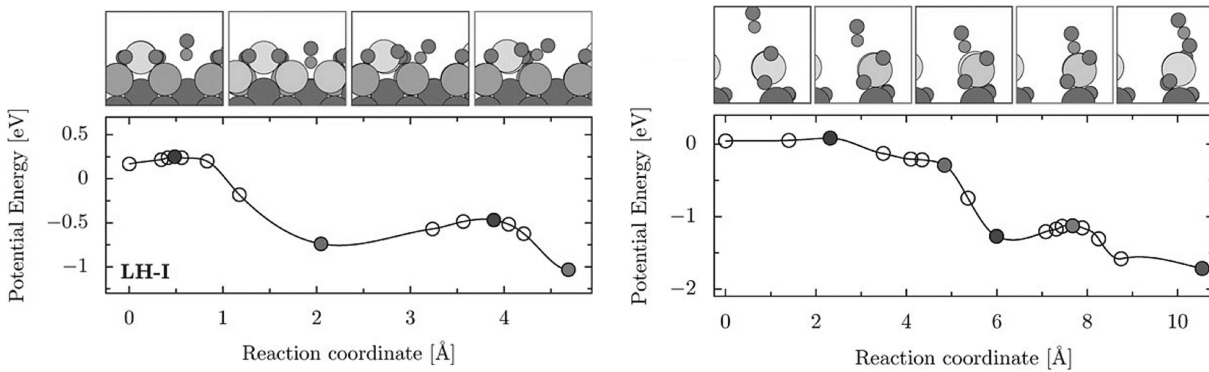 Potential Energy [eV]
0.5
0
−0.5
−1
LH-I
0 1 2 3 4
Reaction coordinate [Å]
Potential Energy [eV]
0
−1
−2
0 2 4 6 8 10
Reaction coordinate [Å]